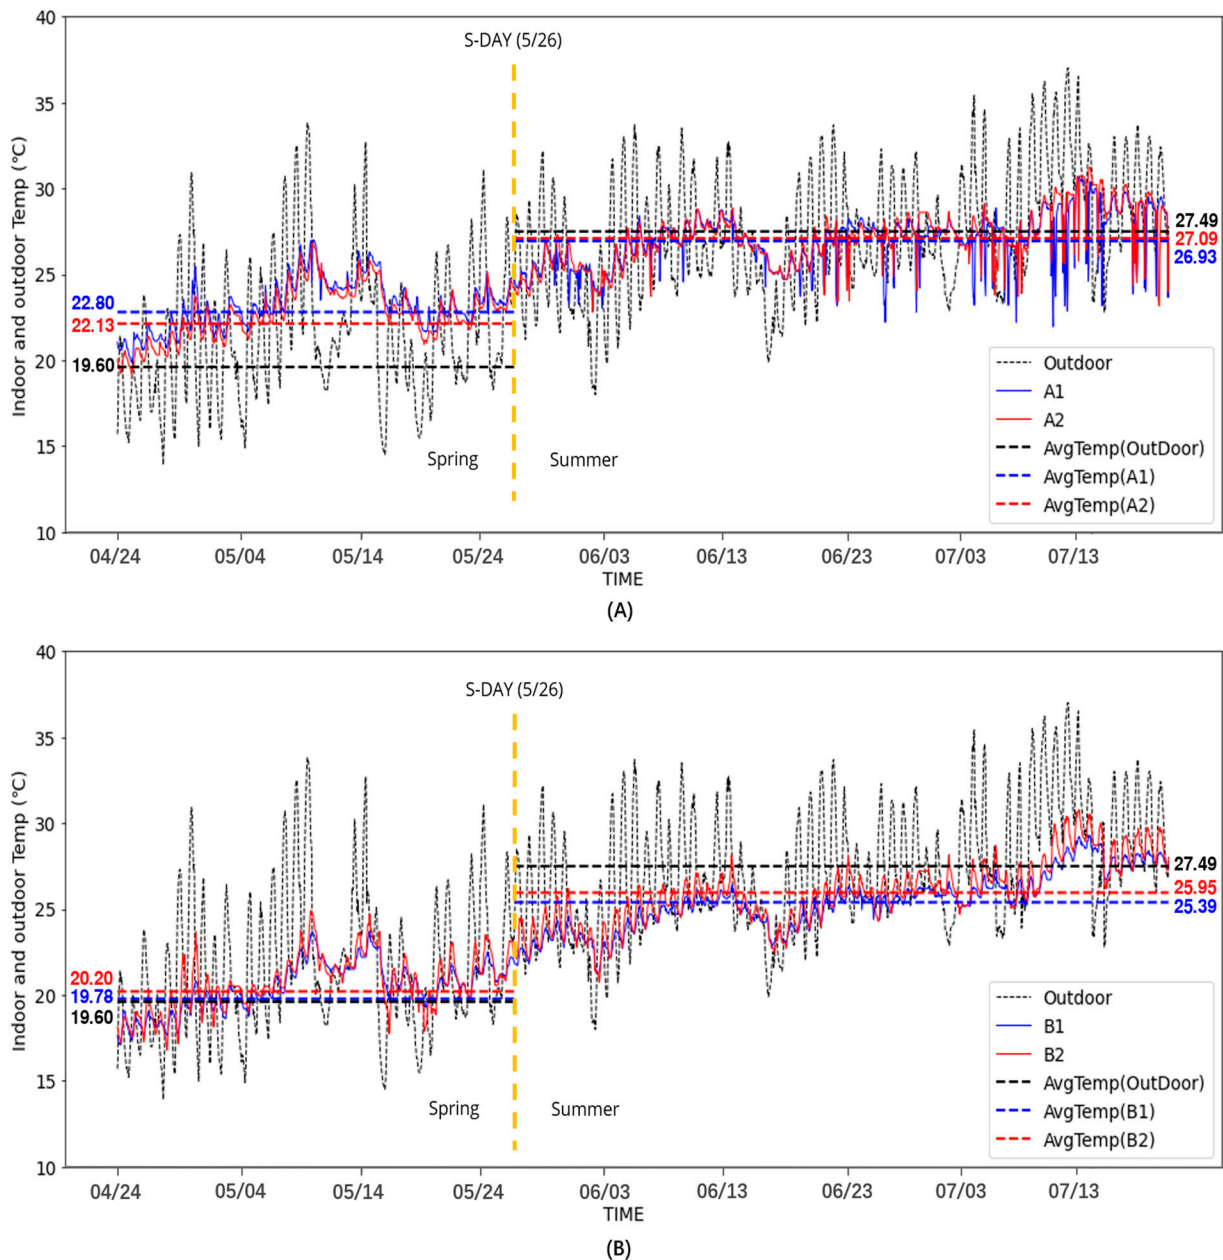 40
35
30
25
20
15
10
Indoor and outdoor Temp (°C)
S-DAY (5/26)
22.80
22.13
19.60
27.49
27.09
26.93
Spring
Summer
Outdoor
A1
A2
AvgTemp(OutDoor)
AvgTemp(A1)
AvgTemp(A2)
04/24 05/04 05/14 05/24 06/03 06/13 06/23 07/03 07/13
TIME
(A)
40
35
30
25
20
15
10
Indoor and outdoor Temp (°C)
S-DAY (5/26)
20.20
19.78
19.60
27.49
25.95
25.39
Spring
Summer
Outdoor
B1
B2
AvgTemp(OutDoor)
AvgTemp(B1)
AvgTemp(B2)
04/24 05/04 05/14 05/24 06/03 06/13 06/23 07/03 07/13
TIME
(B)